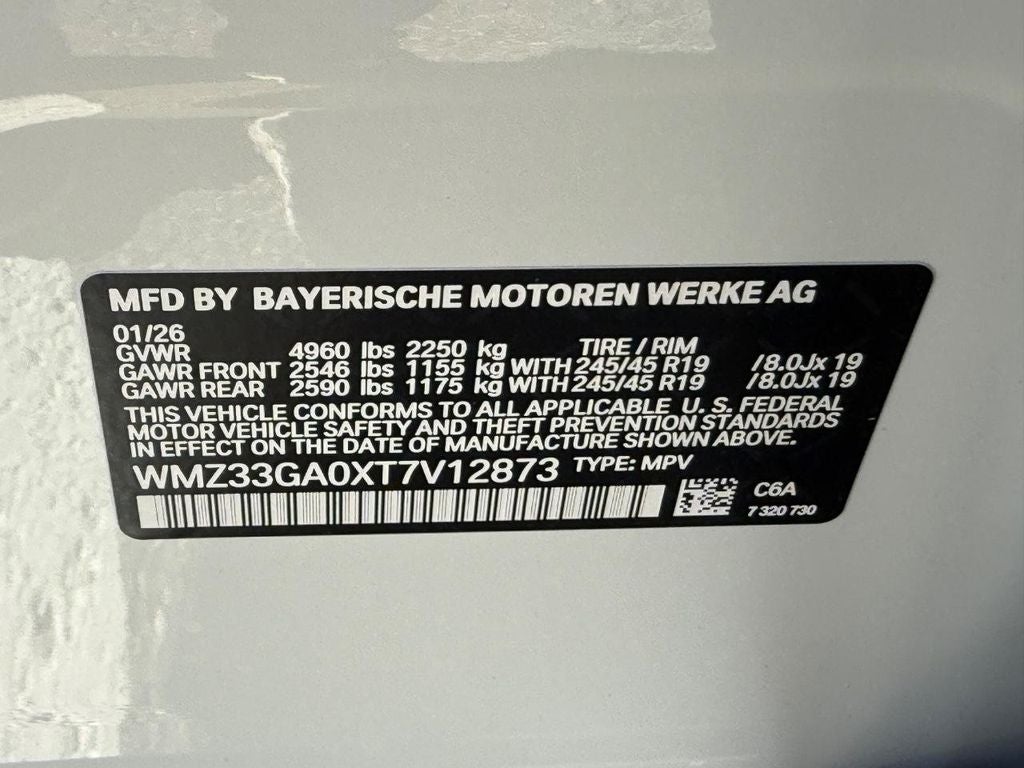 MFD BY BAYERISCHE MOTOREN WERKE AG
01/26
GVWR 4960 lbs 2250 kg TIRE / RIM
GAWR FRONT 2546 lbs 1155 kg WITH 245/45 R19 /8.0Jx 19
GAWR REAR 2590 lbs 1175 kg WITH 245/45 R19 /8.0Jx 19
THIS VEHICLE CONFORMS TO ALL APPLICABLE U. S. FEDERAL
MOTOR VEHICLE SAFETY AND THEFT PREVENTION STANDARDS
IN EFFECT ON THE DATE OF MANUFACTURE SHOWN ABOVE.
WMZ33GA0XT7V12873 TYPE: MPV
C6A
7 320 730